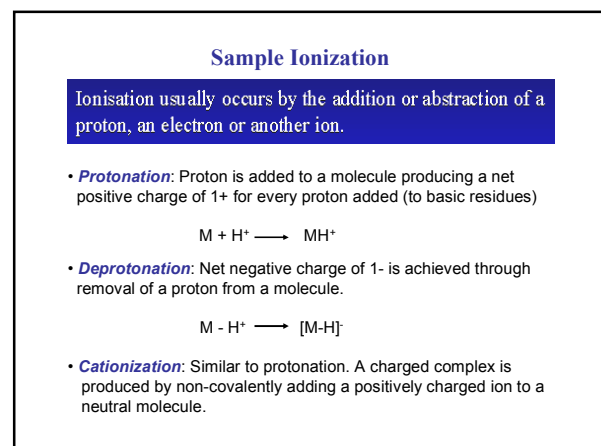 Sample Ionization
Ionisation usually occurs by the addition or abstraction of a
proton, an electron or another ion.
• Protonation: Proton is added to a molecule producing a net
positive charge of 1+ for every proton added (to basic residues)
M + H⁺ ⟶ MH⁺
• Deprotonation: Net negative charge of 1- is achieved through
removal of a proton from a molecule.
M - H⁺ ⟶ [M-H]⁻
• Cationization: Similar to protonation. A charged complex is
produced by non-covalently adding a positively charged ion to a
neutral molecule.